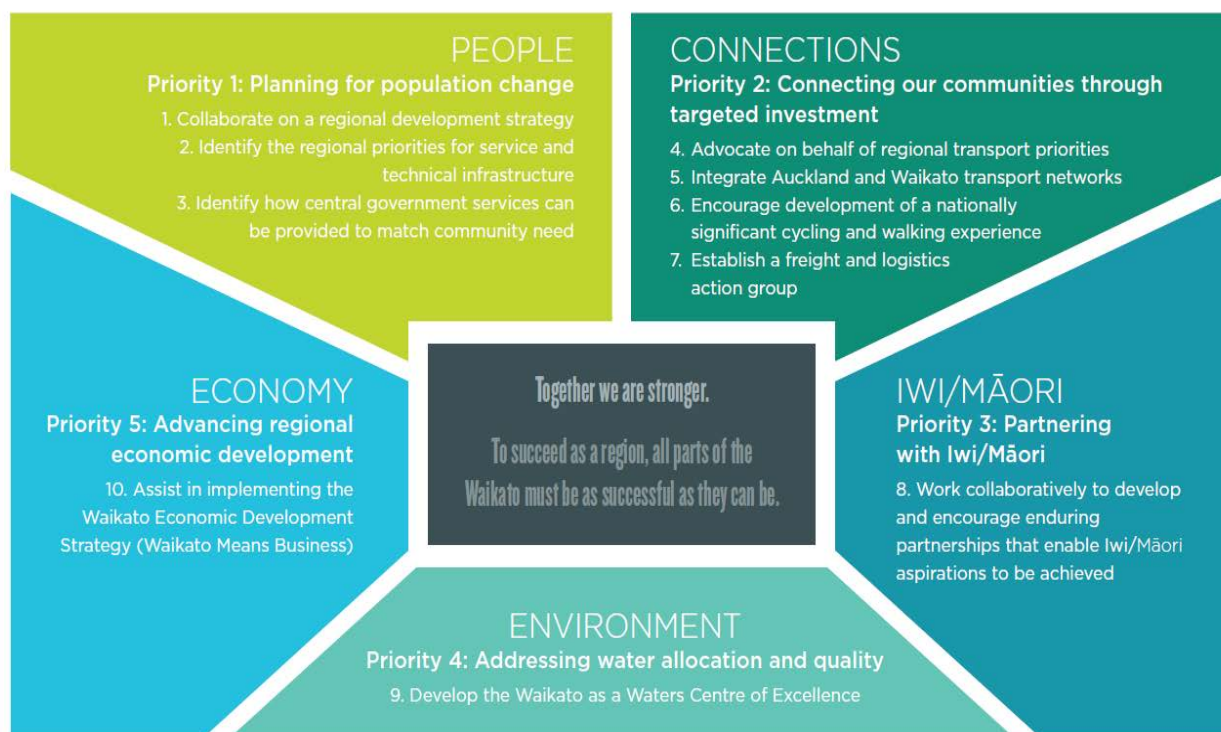 PEOPLE
Priority 1: Planning for population change
1. Collaborate on a regional development strategy
2. Identify the regional priorities for service and
technical infrastructure
3. Identify how central government services can
be provided to match community need
CONNECTIONS
Priority 2: Connecting our communities through
targeted investment
4. Advocate on behalf of regional transport priorities
5. Integrate Auckland and Waikato transport networks
6. Encourage development of a nationally
significant cycling and walking experience
7. Establish a freight and logistics
action group
IWI/MĀORI
Priority 3: Partnering
with Iwi/Māori
8. Work collaboratively to develop
and encourage enduring
partnerships that enable Iwi/Māori
aspirations to be achieved
ENVIRONMENT
Priority 4: Addressing water allocation and quality
9. Develop the Waikato as a Waters Centre of Excellence
ECONOMY
Priority 5: Advancing regional
economic development
10. Assist in implementing the
Waikato Economic Development
Strategy (Waikato Means Business)
Together we are stronger.
To succeed as a region, all parts of the
Waikato must be as successful as they can be.